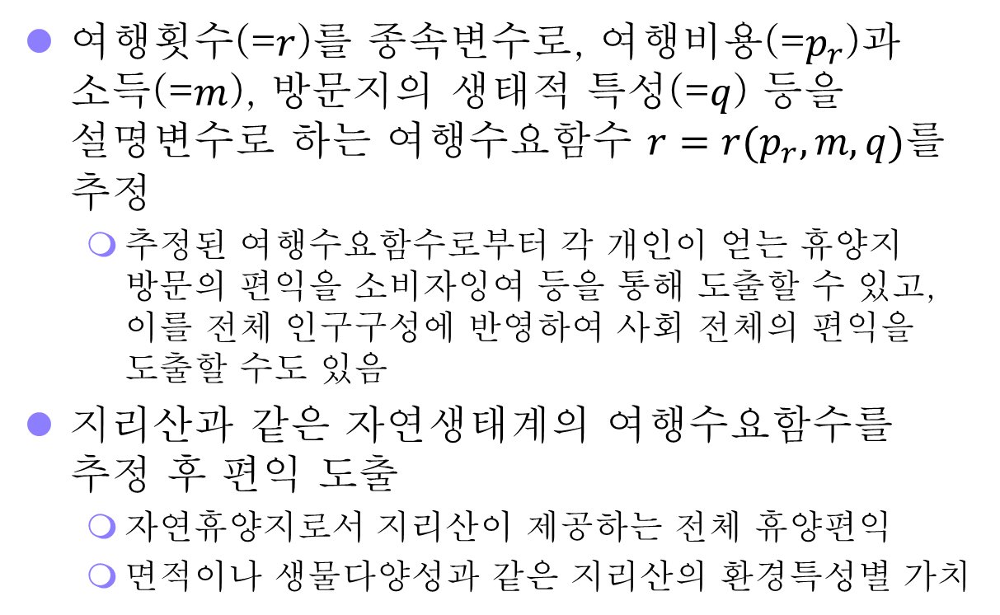 ● 여행횟수(=r)를 종속변수로, 여행비용(=pᵣ)과
소득(=m), 방문지의 생태적 특성(=q) 등을
설명변수로 하는 여행수요함수 r = r(pᵣ, m, q)를
추정
❍ 추정된 여행수요함수로부터 각 개인이 얻는 휴양지
방문의 편익을 소비자잉여 등을 통해 도출할 수 있고,
이를 전체 인구구성에 반영하여 사회 전체의 편익을
도출할 수도 있음
● 지리산과 같은 자연생태계의 여행수요함수를
추정 후 편익 도출
❍ 자연휴양지로서 지리산이 제공하는 전체 휴양편익
❍ 면적이나 생물다양성과 같은 지리산의 환경특성별 가치